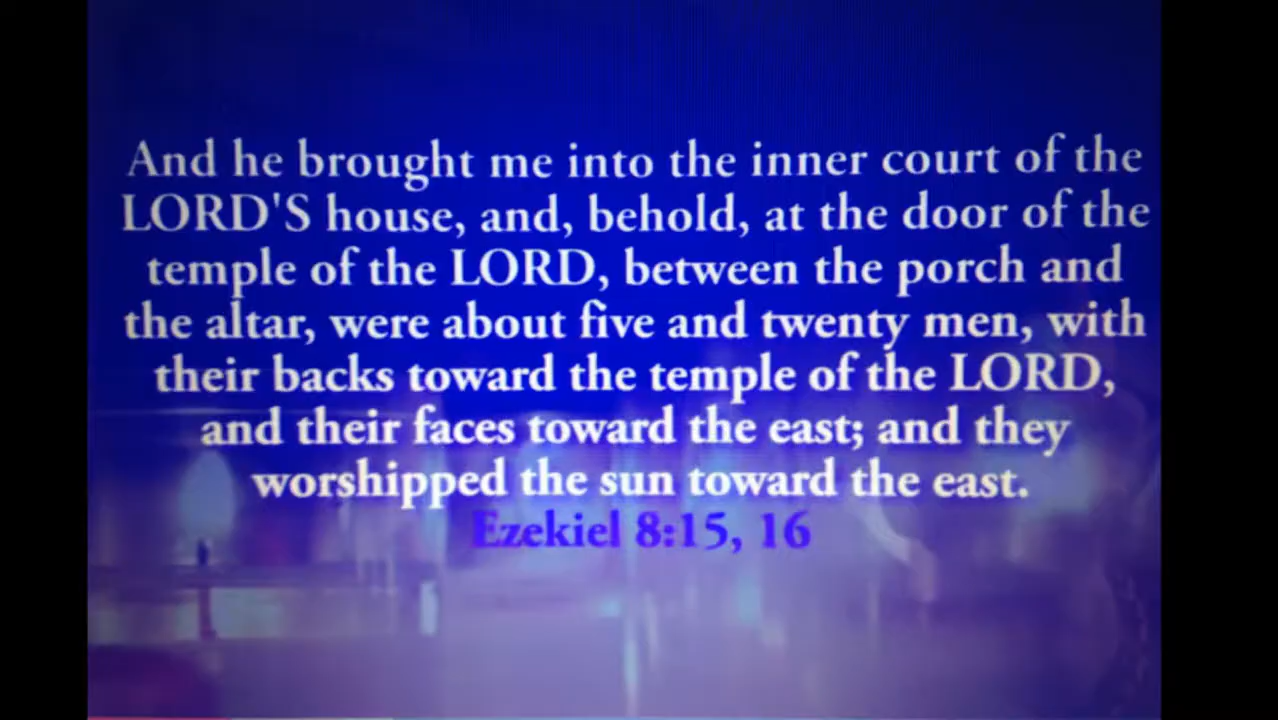 And he brought me into the inner court of the
LORD'S house, and, behold, at the door of the
temple of the LORD, between the porch and
the altar, were about five and twenty men, with
their backs toward the temple of the LORD,
and their faces toward the east; and they
worshipped the sun toward the east.
Ezekiel 8:15, 16